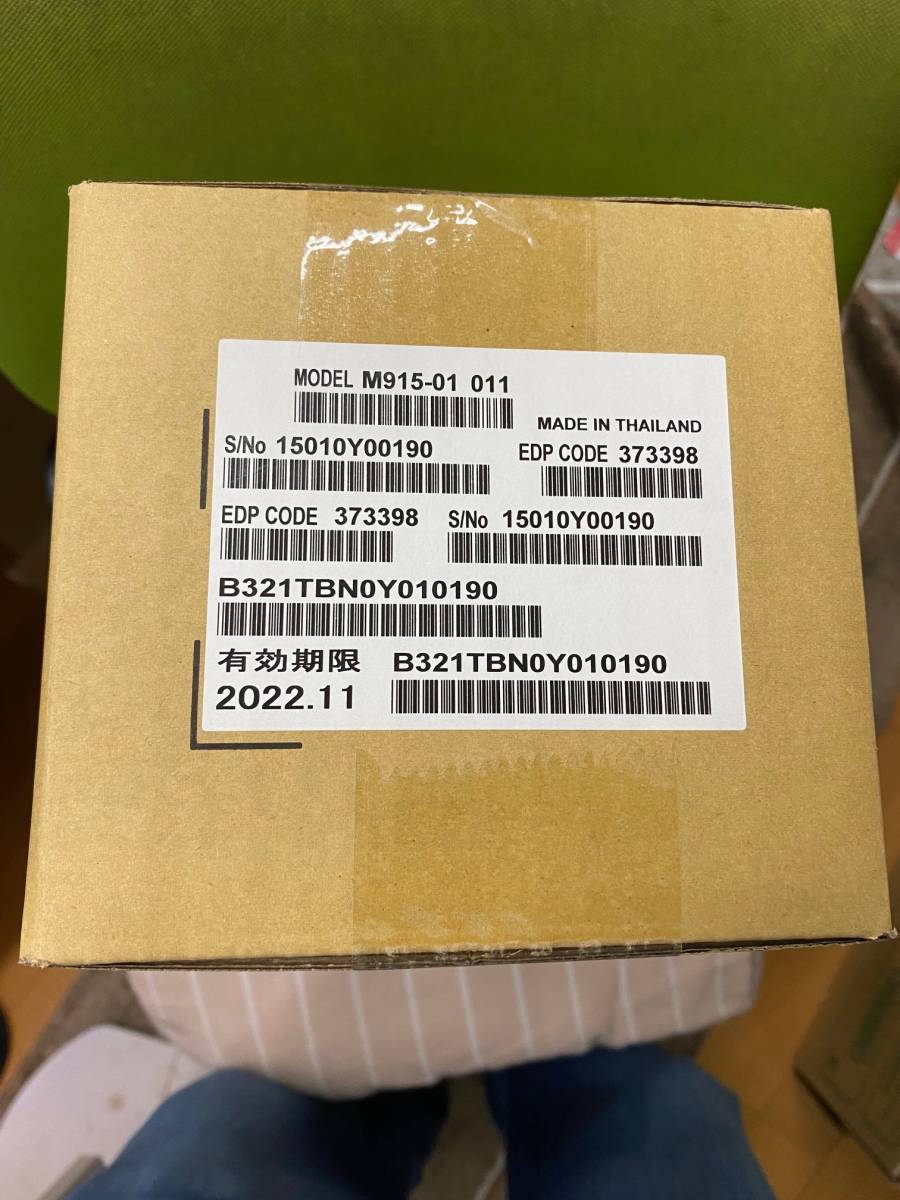 MODEL M915-01 011
MADE IN THAILAND
S/No 15010Y00190
EDP CODE 373398
EDP CODE 373398
S/No 15010Y00190
B321TBN0Y010190
有効期限
2022.11
B321TBN0Y010190